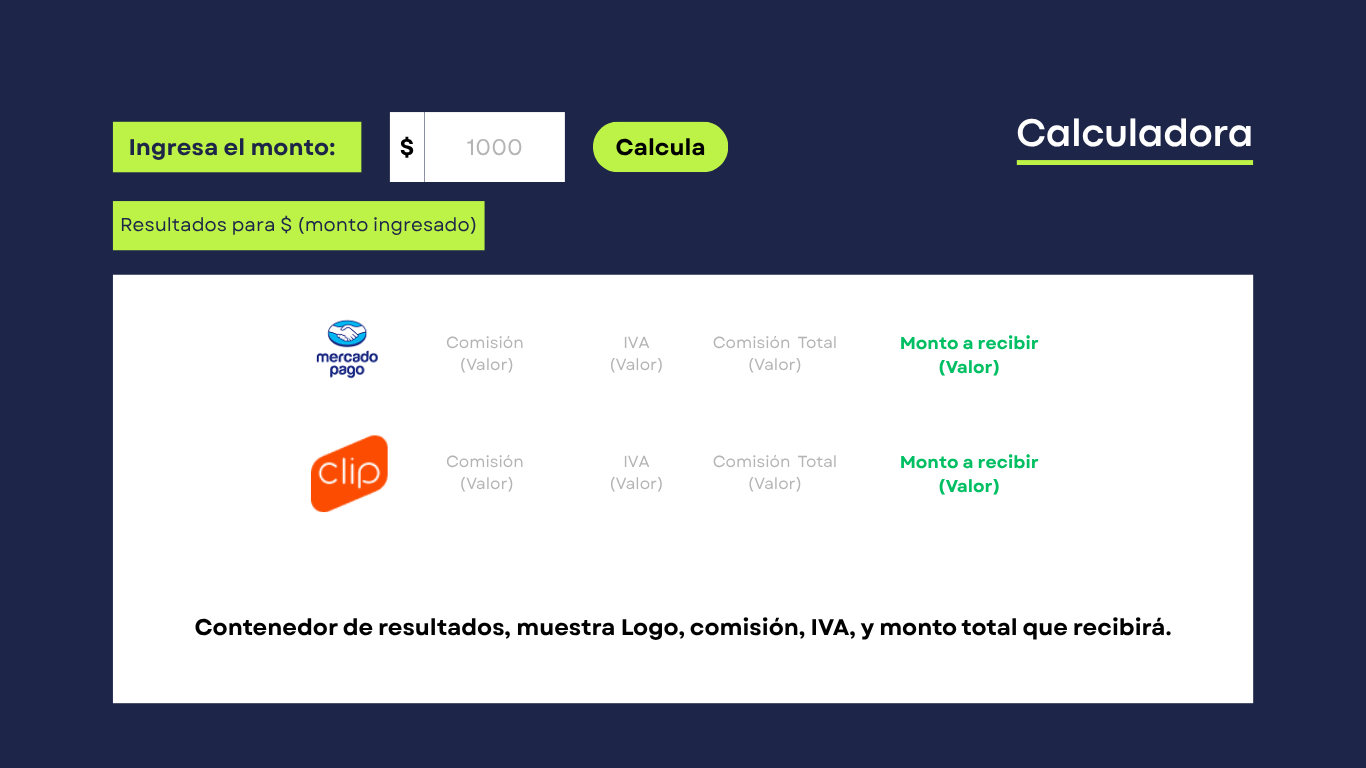 Ingresa el monto:
$
1000
Calcula
Calculadora
Resultados para $ (monto ingresado)
mercado
pago
Comisión
(Valor)
IVA
(Valor)
Comisión Total
(Valor)
Monto a recibir
(Valor)
clip
Comisión
(Valor)
IVA
(Valor)
Comisión Total
(Valor)
Monto a recibir
(Valor)
Contenedor de resultados, muestra Logo, comisión, IVA, y monto total que recibirá.